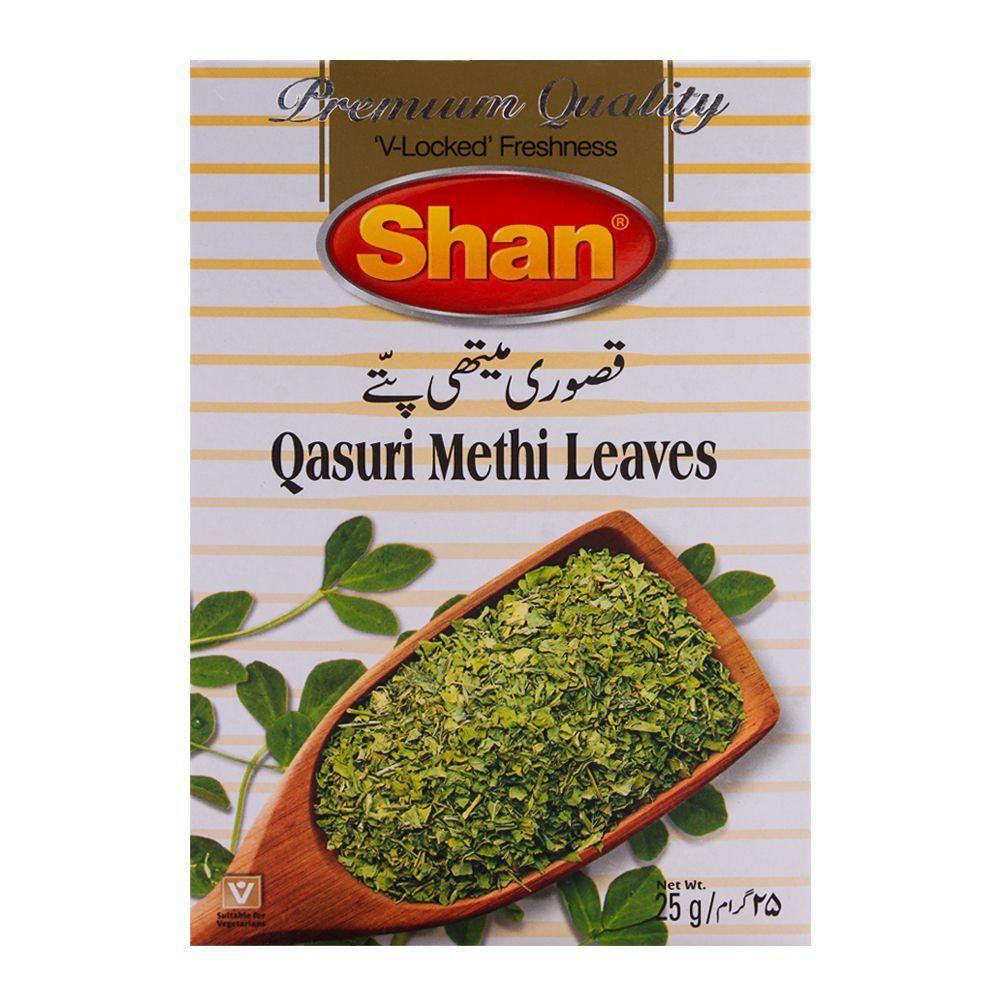 Premium Quality
'V-Locked' Freshness
Shan®
قصوری میتھی پتّے
Qasuri Methi Leaves
V
Suitable for
Vegetarians
Net Wt.
25 g/گرام ۲۵